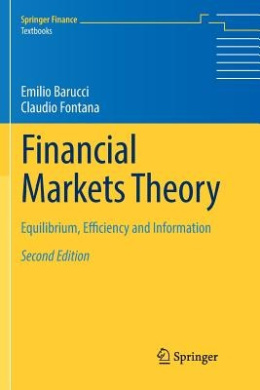 Springer Finance
Textbooks
Emilio Barucci
Claudio Fontana
Financial
Markets Theory
Equilibrium, Efficiency and Information
Second Edition
Springer